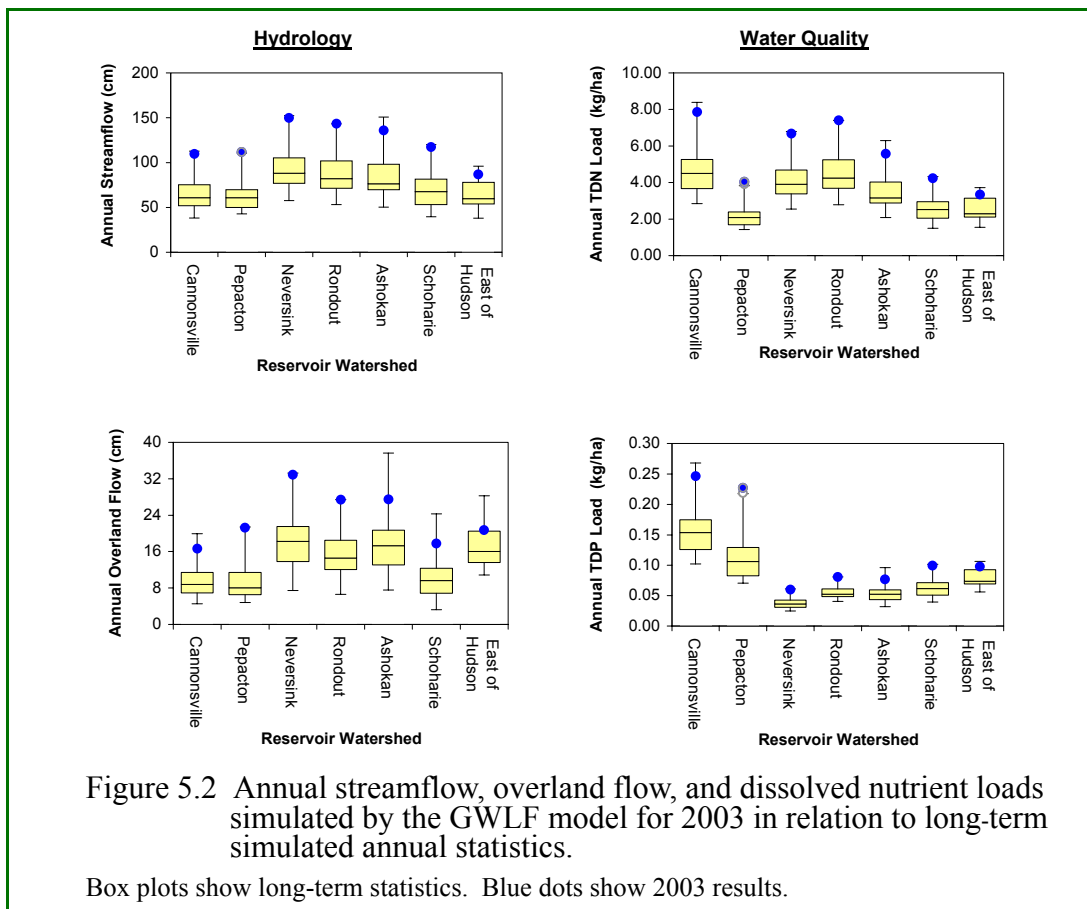 Hydrology
Water Quality
Annual Streamflow (cm)
200
150
100
50
0
Cannonsville
Pepacton
Neversink
Rondout
Ashokan
Schoharie
East of
Hudson
Reservoir Watershed
Annual TDN Load (kg/ha)
10.00
8.00
6.00
4.00
2.00
0.00
Cannonsville
Pepacton
Neversink
Rondout
Ashokan
Schoharie
East of
Hudson
Reservoir Watershed
Annual Overland Flow (cm)
40
32
24
16
8
0
Cannonsville
Pepacton
Neversink
Rondout
Ashokan
Schoharie
East of
Hudson
Reservoir Watershed
Annual TDP Load (kg/ha)
0.30
0.25
0.20
0.15
0.10
0.05
0.00
Cannonsville
Pepacton
Neversink
Rondout
Ashokan
Schoharie
East of
Hudson
Reservoir Watershed
Figure 5.2 Annual streamflow, overland flow, and dissolved nutrient loads
simulated by the GWLF model for 2003 in relation to long-term
simulated annual statistics.
Box plots show long-term statistics. Blue dots show 2003 results.